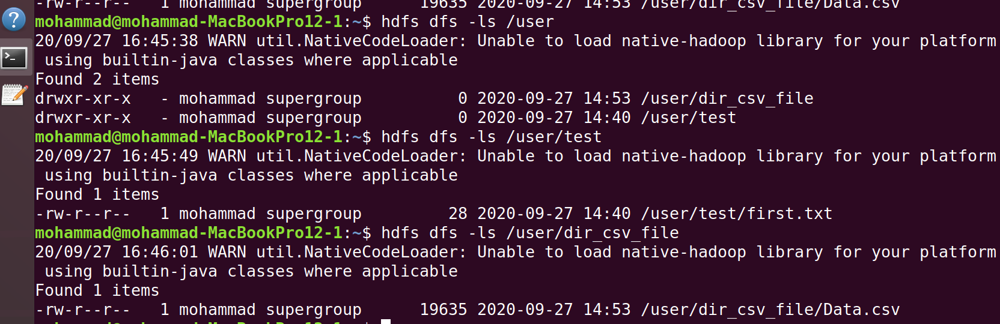 -rw-r--r--   1 mohammad supergroup      19635 2020-09-27 14:53 /user/dir_csv_file/Data.csv
mohammad@mohammad-MacBookPro12-1:~$ hdfs dfs -ls /user
20/09/27 16:45:38 WARN util.NativeCodeLoader: Unable to load native-hadoop library for your platform
 using builtin-java classes where applicable
Found 2 items
drwxr-xr-x   - mohammad supergroup          0 2020-09-27 14:53 /user/dir_csv_file
drwxr-xr-x   - mohammad supergroup          0 2020-09-27 14:40 /user/test
mohammad@mohammad-MacBookPro12-1:~$ hdfs dfs -ls /user/test
20/09/27 16:45:49 WARN util.NativeCodeLoader: Unable to load native-hadoop library for your platform
 using builtin-java classes where applicable
Found 1 items
-rw-r--r--   1 mohammad supergroup         28 2020-09-27 14:40 /user/test/first.txt
mohammad@mohammad-MacBookPro12-1:~$ hdfs dfs -ls /user/dir_csv_file
20/09/27 16:46:01 WARN util.NativeCodeLoader: Unable to load native-hadoop library for your platform
 using builtin-java classes where applicable
Found 1 items
-rw-r--r--   1 mohammad supergroup      19635 2020-09-27 14:53 /user/dir_csv_file/Data.csv
mohammad@mohammad-MacBookPro12-1:~$